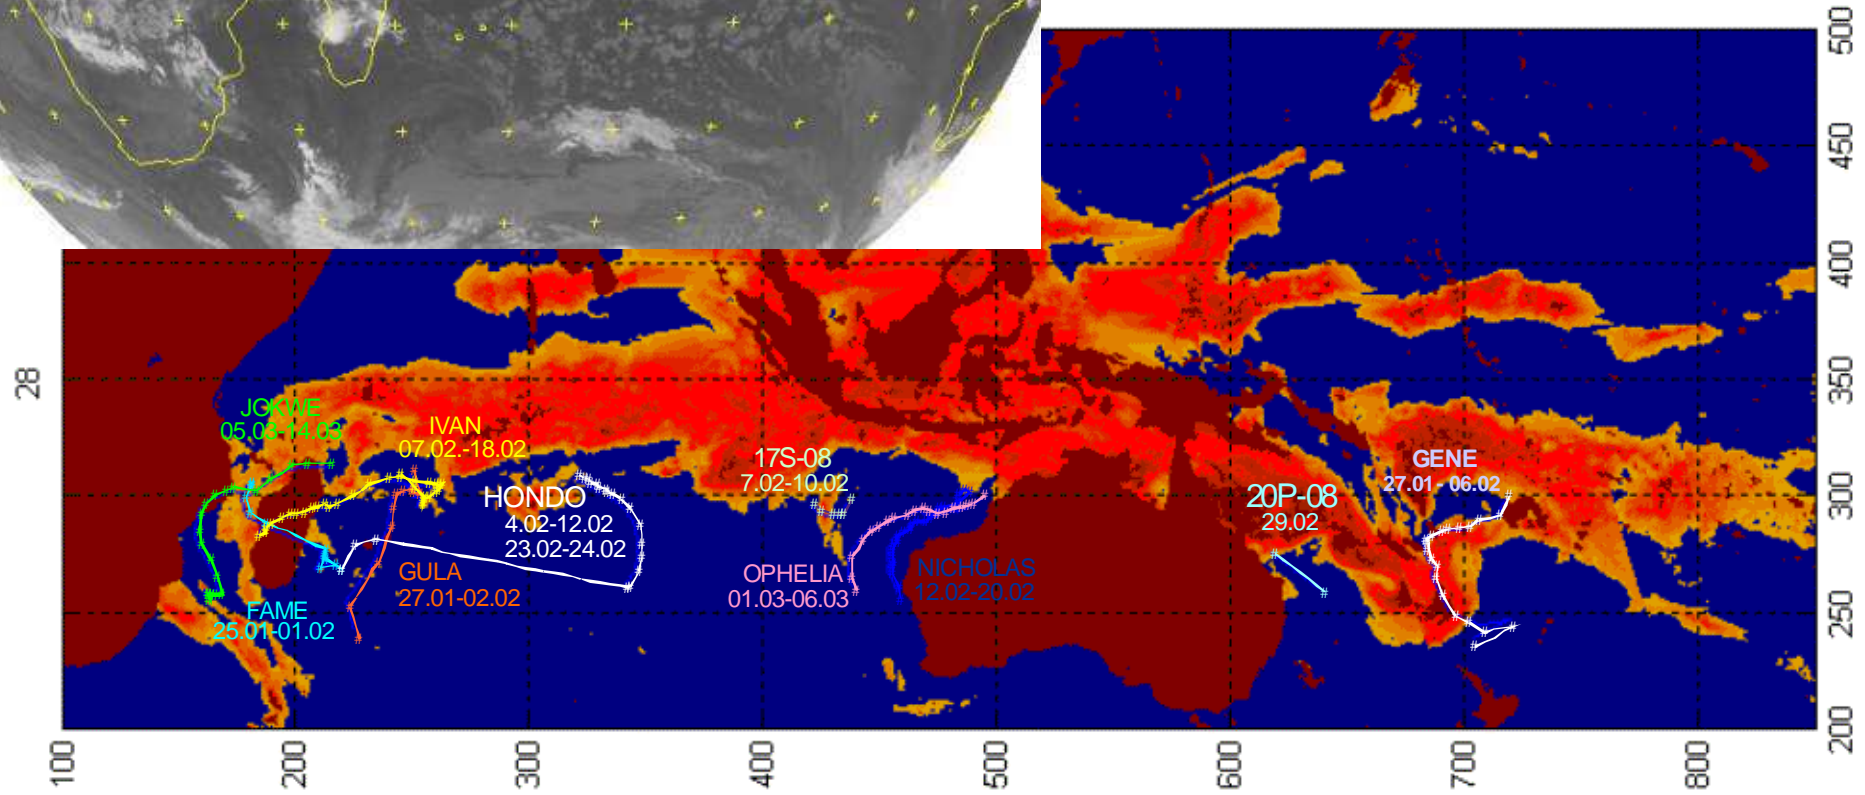 500
450
400
350
300
250
200
28
JOKWE
05.03-14.03
IVAN
07.02.-18.02
HONDO
4.02-12.02
23.02-24.02
GULA
27.01-02.02
FAME
25.01-01.02
17S-08
7.02-10.02
OPHELIA
01.03-06.03
NICHOLAS
12.02-20.02
20P-08
29.02
GENE
27.01 - 06.02
100
200
300
400
500
600
700
800